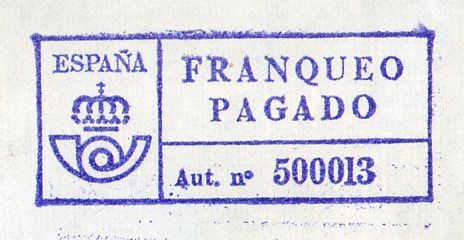 ESPAÑA
FRANQUEO
PAGADO
Aut. nº 500013